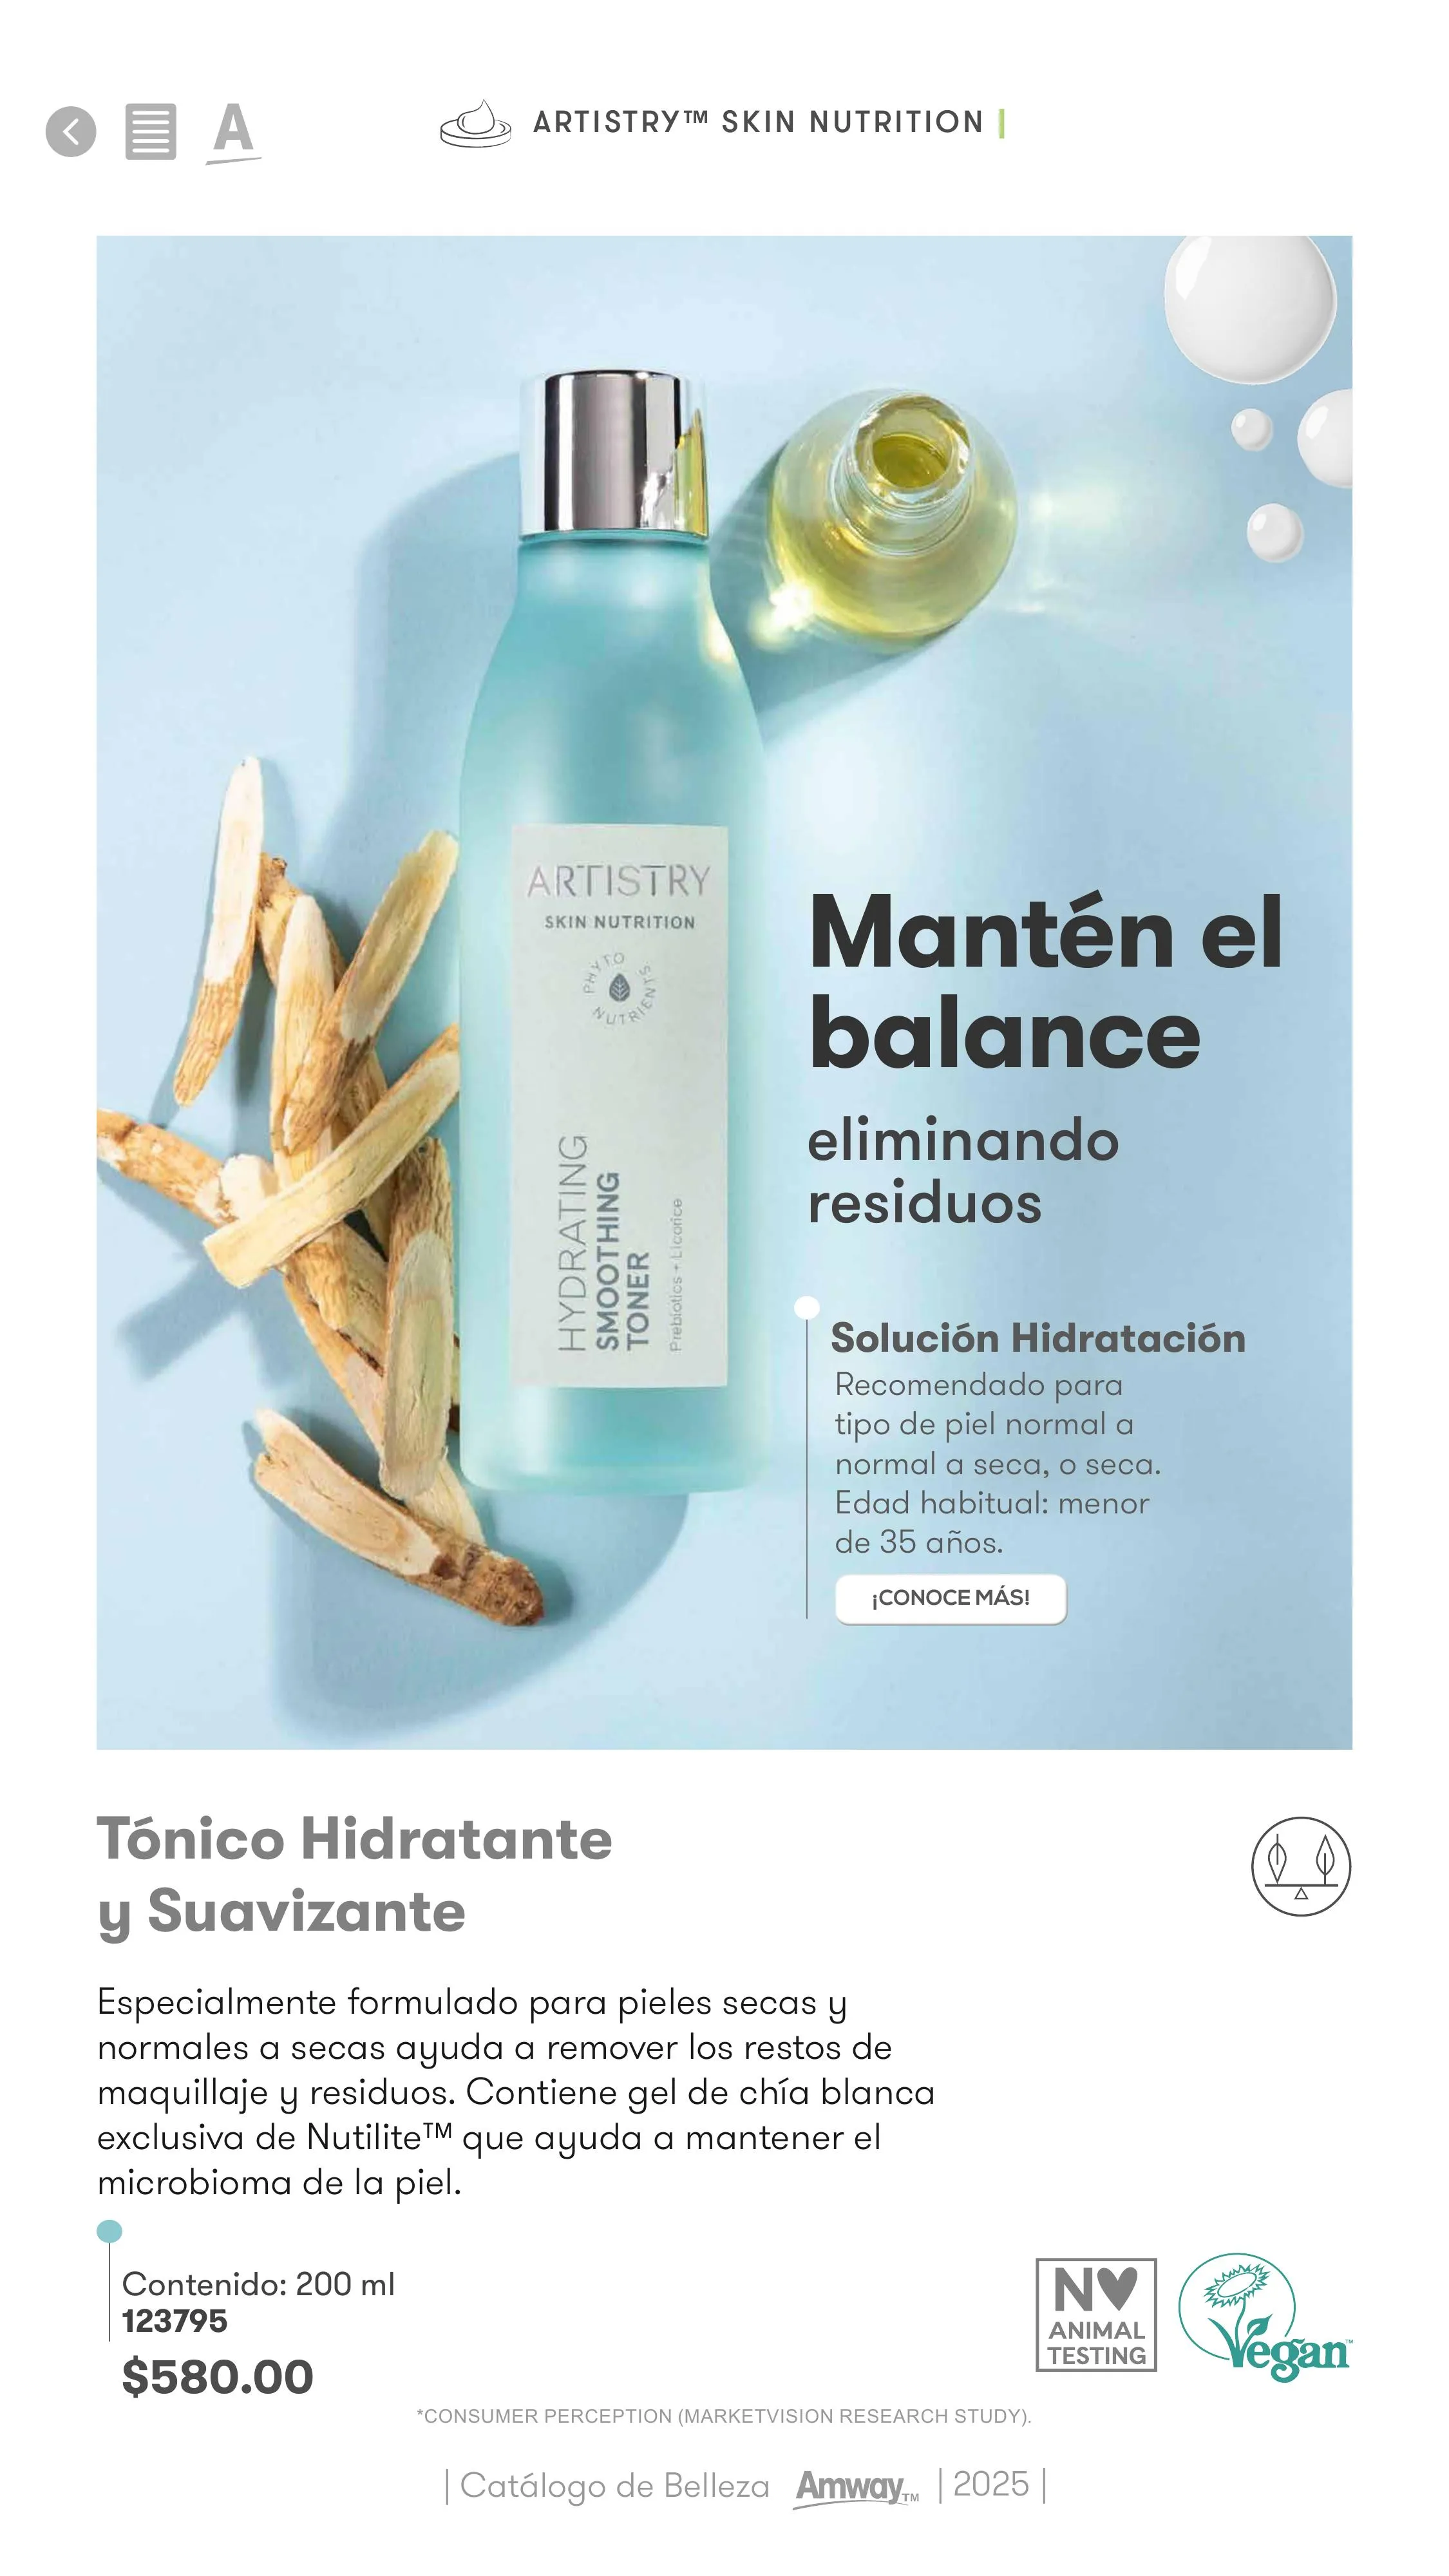 A
ARTISTRY™ SKIN NUTRITION |
ARTISTRY
SKIN NUTRITION
PHYTO
NUTRIENTS
HYDRATING
SMOOTHING
TONER
Prebiotics + Licorice
Mantén el
balance
eliminando
residuos
Solución Hidratación
Recomendado para
tipo de piel normal a
normal a seca, o seca.
Edad habitual: menor
de 35 años.
¡CONOCE MÁS!
Tónico Hidratante
y Suavizante
Especialmente formulado para pieles secas y
normales a secas ayuda a remover los restos de
maquillaje y residuos. Contiene gel de chía blanca
exclusiva de Nutilite™ que ayuda a mantener el
microbioma de la piel.
Contenido: 200 ml
123795
$580.00
N♥
ANIMAL
TESTING
Vegan™
*CONSUMER PERCEPTION (MARKETVISION RESEARCH STUDY).
| Catálogo de Belleza Amway™ | 2025 |